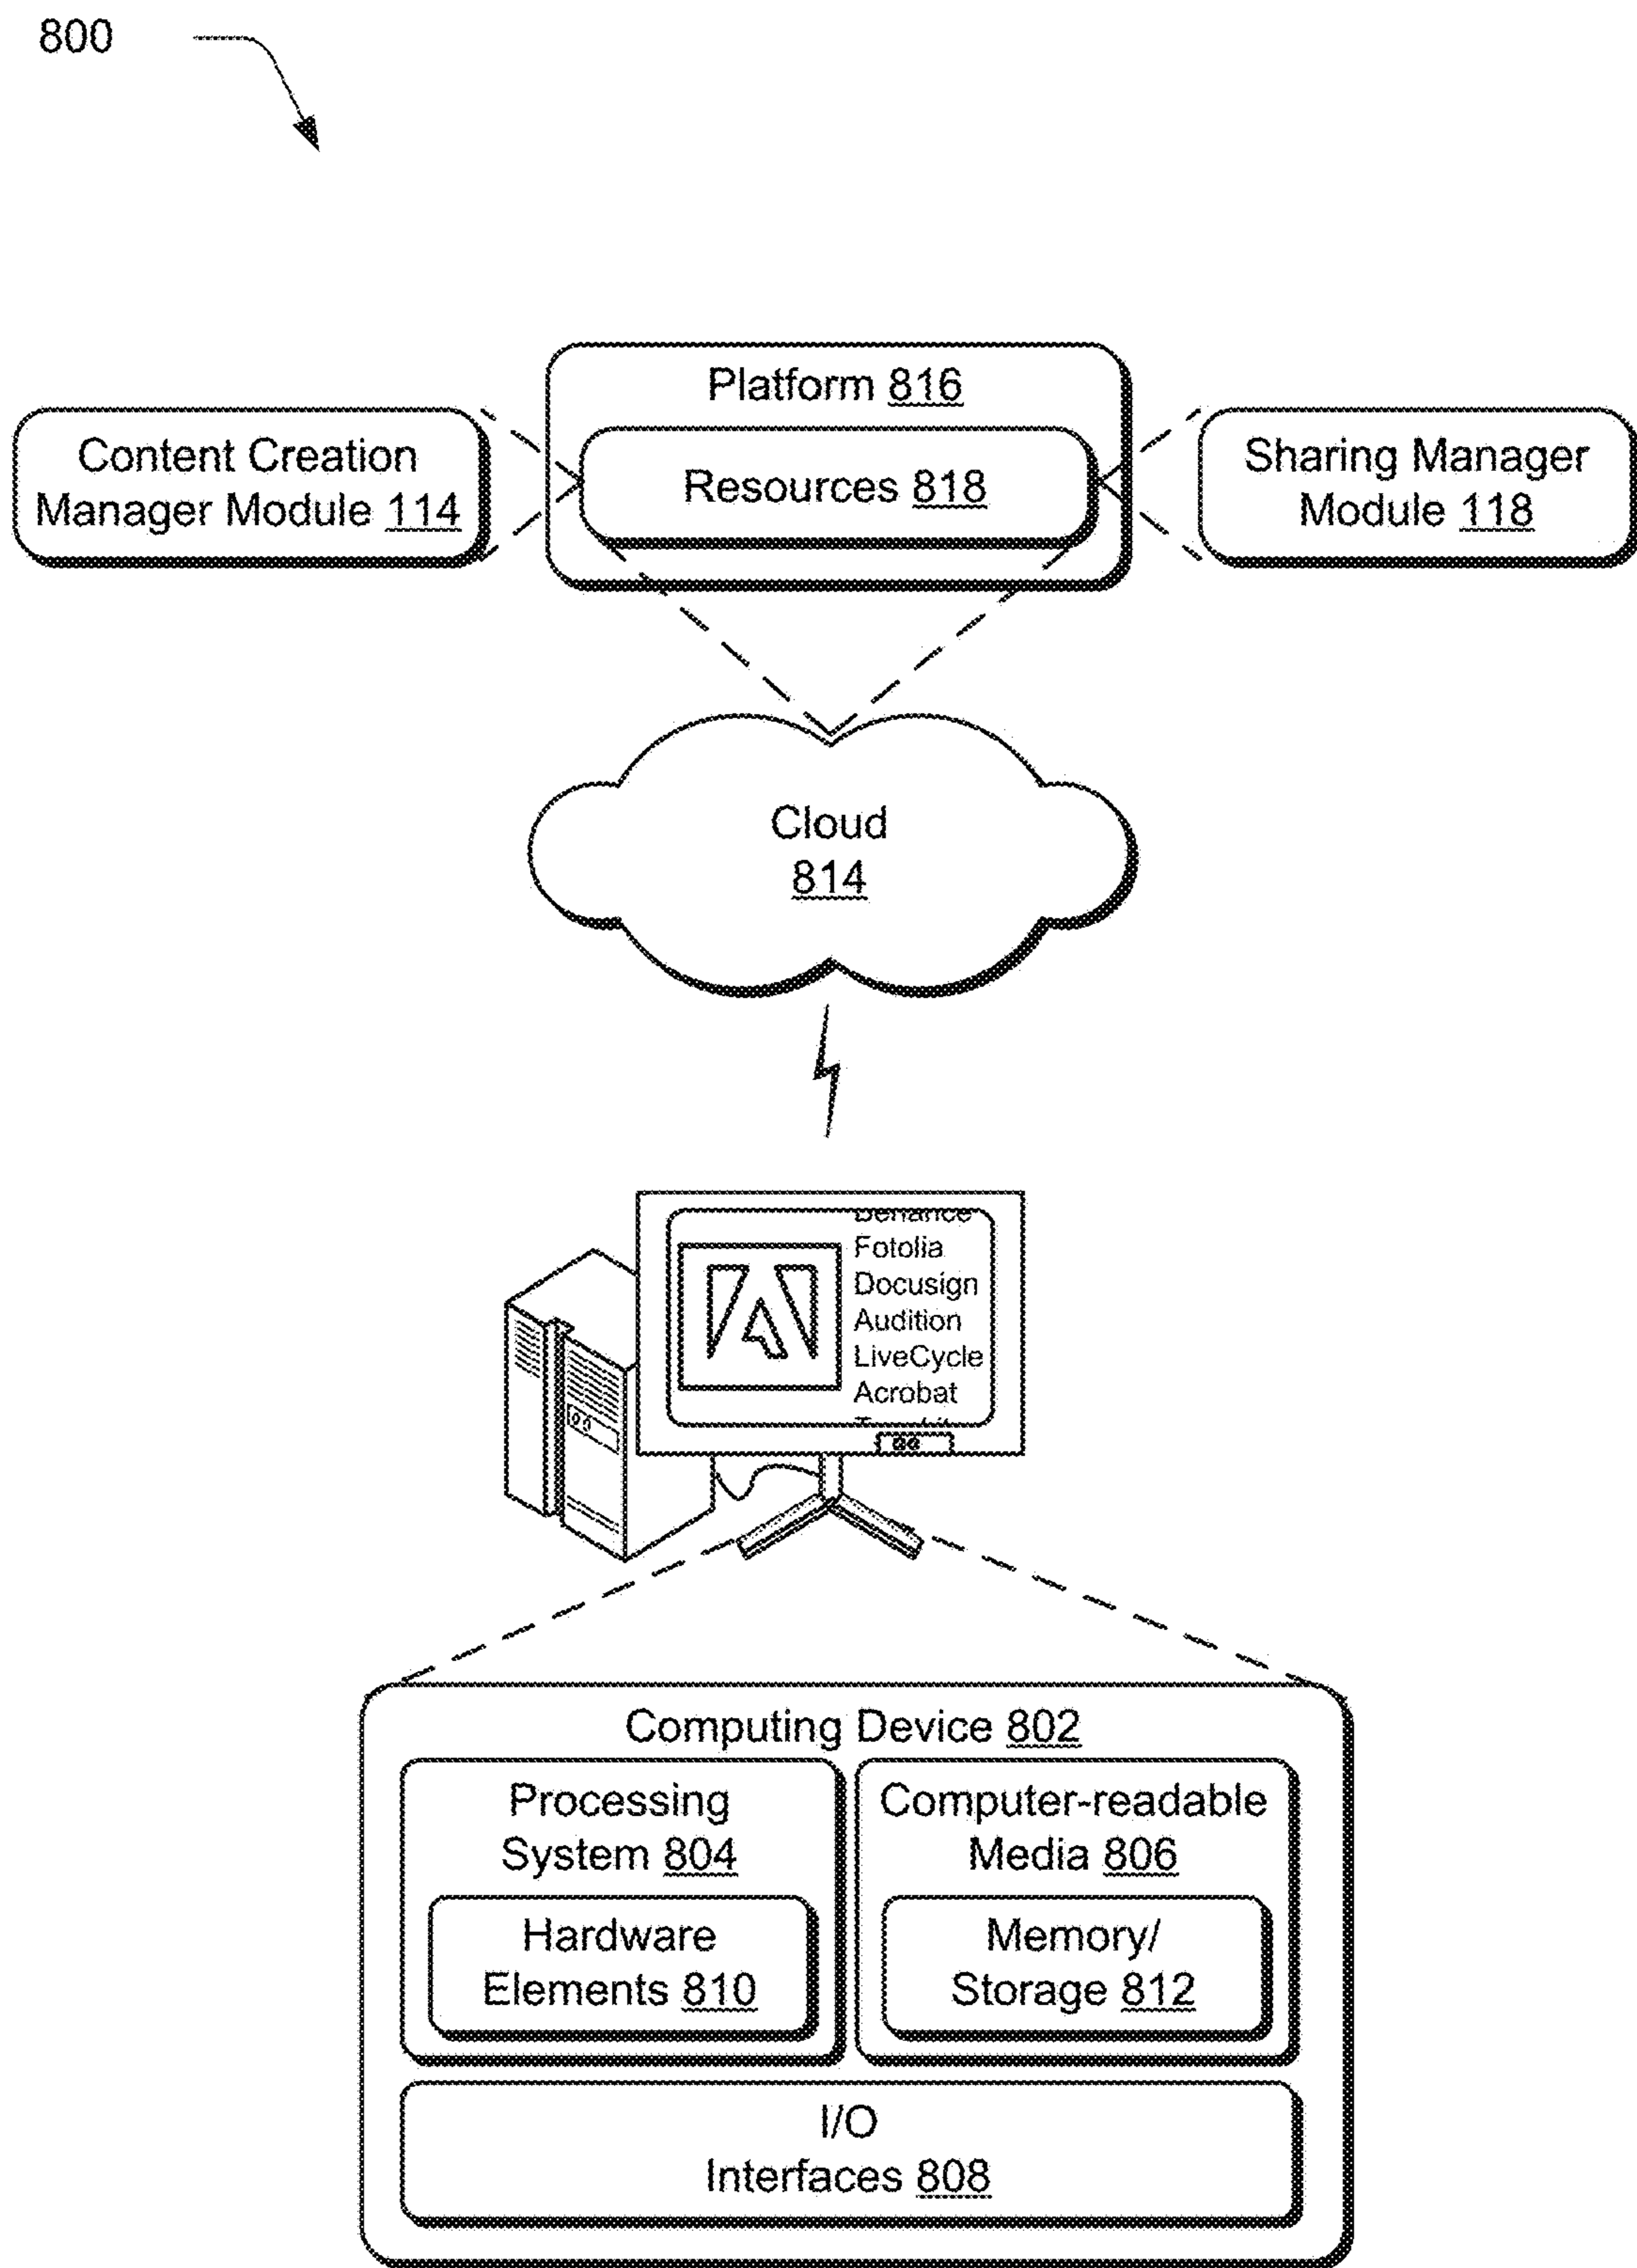 800
Platform 816
Content Creation
Manager Module 114
Resources 818
Sharing Manager
Module 118
Cloud
814
Fotolia
Docusign
Audition
LiveCycle
Acrobat
Computing Device 802
Processing
System 804
Computer-readable
Media 806
Hardware
Elements 810
Memory/
Storage 812
I/O
Interfaces 808